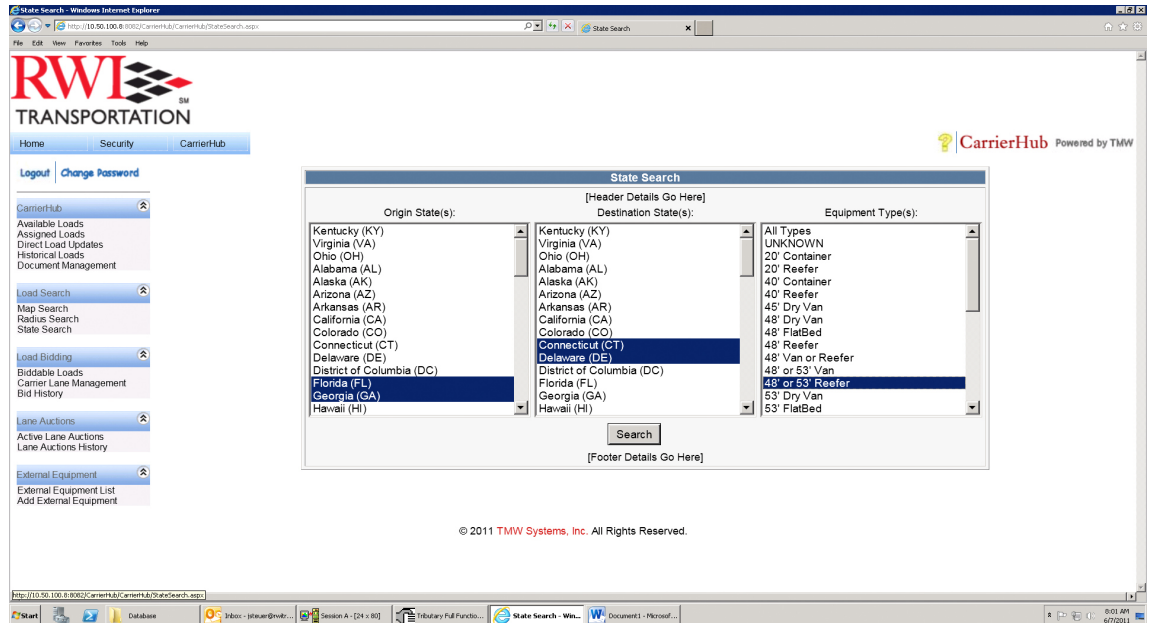 State Search - Windows Internet Explorer
http://10.50.100.8:8082/CarrierHub/CarrierHub/StateSearch.aspx
State Search
File Edit View Favorites Tools Help
RWI
SM
TRANSPORTATION
Home Security CarrierHub
? CarrierHub Powered by TMW
Logout Change Password
CarrierHub
Available Loads
Assigned Loads
Direct Load Updates
Historical Loads
Document Management
Load Search
Map Search
Radius Search
State Search
Load Bidding
Biddable Loads
Carrier Lane Management
Bid History
Lane Auctions
Active Lane Auctions
Lane Auctions History
External Equipment
External Equipment List
Add External Equipment
State Search
[Header Details Go Here]
Origin State(s):
Kentucky (KY)
Virginia (VA)
Ohio (OH)
Alabama (AL)
Alaska (AK)
Arizona (AZ)
Arkansas (AR)
California (CA)
Colorado (CO)
Connecticut (CT)
Delaware (DE)
District of Columbia (DC)
Florida (FL)
Georgia (GA)
Hawaii (HI)
Destination State(s):
Kentucky (KY)
Virginia (VA)
Ohio (OH)
Alabama (AL)
Alaska (AK)
Arizona (AZ)
Arkansas (AR)
California (CA)
Colorado (CO)
Connecticut (CT)
Delaware (DE)
District of Columbia (DC)
Florida (FL)
Georgia (GA)
Hawaii (HI)
Equipment Type(s):
All Types
UNKNOWN
20' Container
20' Reefer
40' Container
40' Reefer
45' Dry Van
48' Dry Van
48' FlatBed
48' Reefer
48' Van or Reefer
48' or 53' Van
48' or 53' Reefer
53' Dry Van
53' FlatBed
Search
[Footer Details Go Here]
© 2011 TMW Systems, Inc. All Rights Reserved.
http://10.50.100.8:8082/CarrierHub/CarrierHub/StateSearch.aspx
Start Database Inbox - jsteuer@rwitr... Session A - [24 x 80] Tributary Full Functio... State Search - Win... Document1 - Microsof... 8:01 AM
6/7/2011